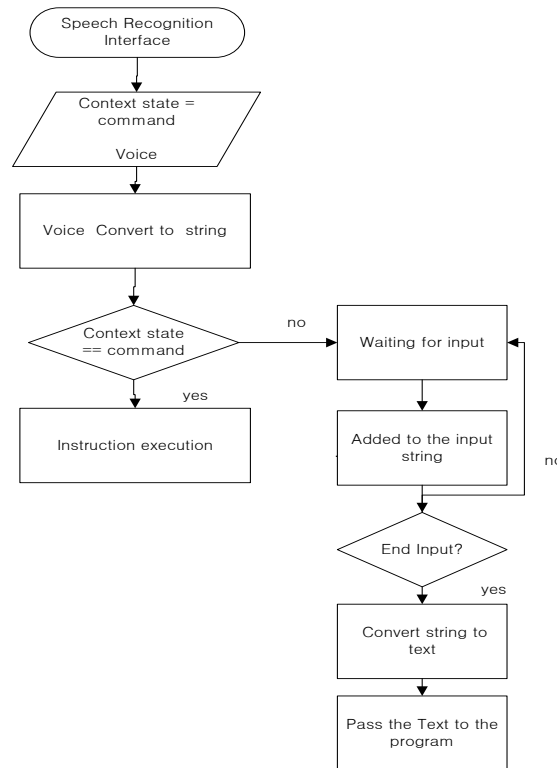 Speech Recognition
Interface
Context state =
command
Voice
Voice Convert to string
Context state
== command
no
yes
Instruction execution
Waiting for input
Added to the input
string
no
End Input?
yes
Convert string to
text
Pass the Text to the
program